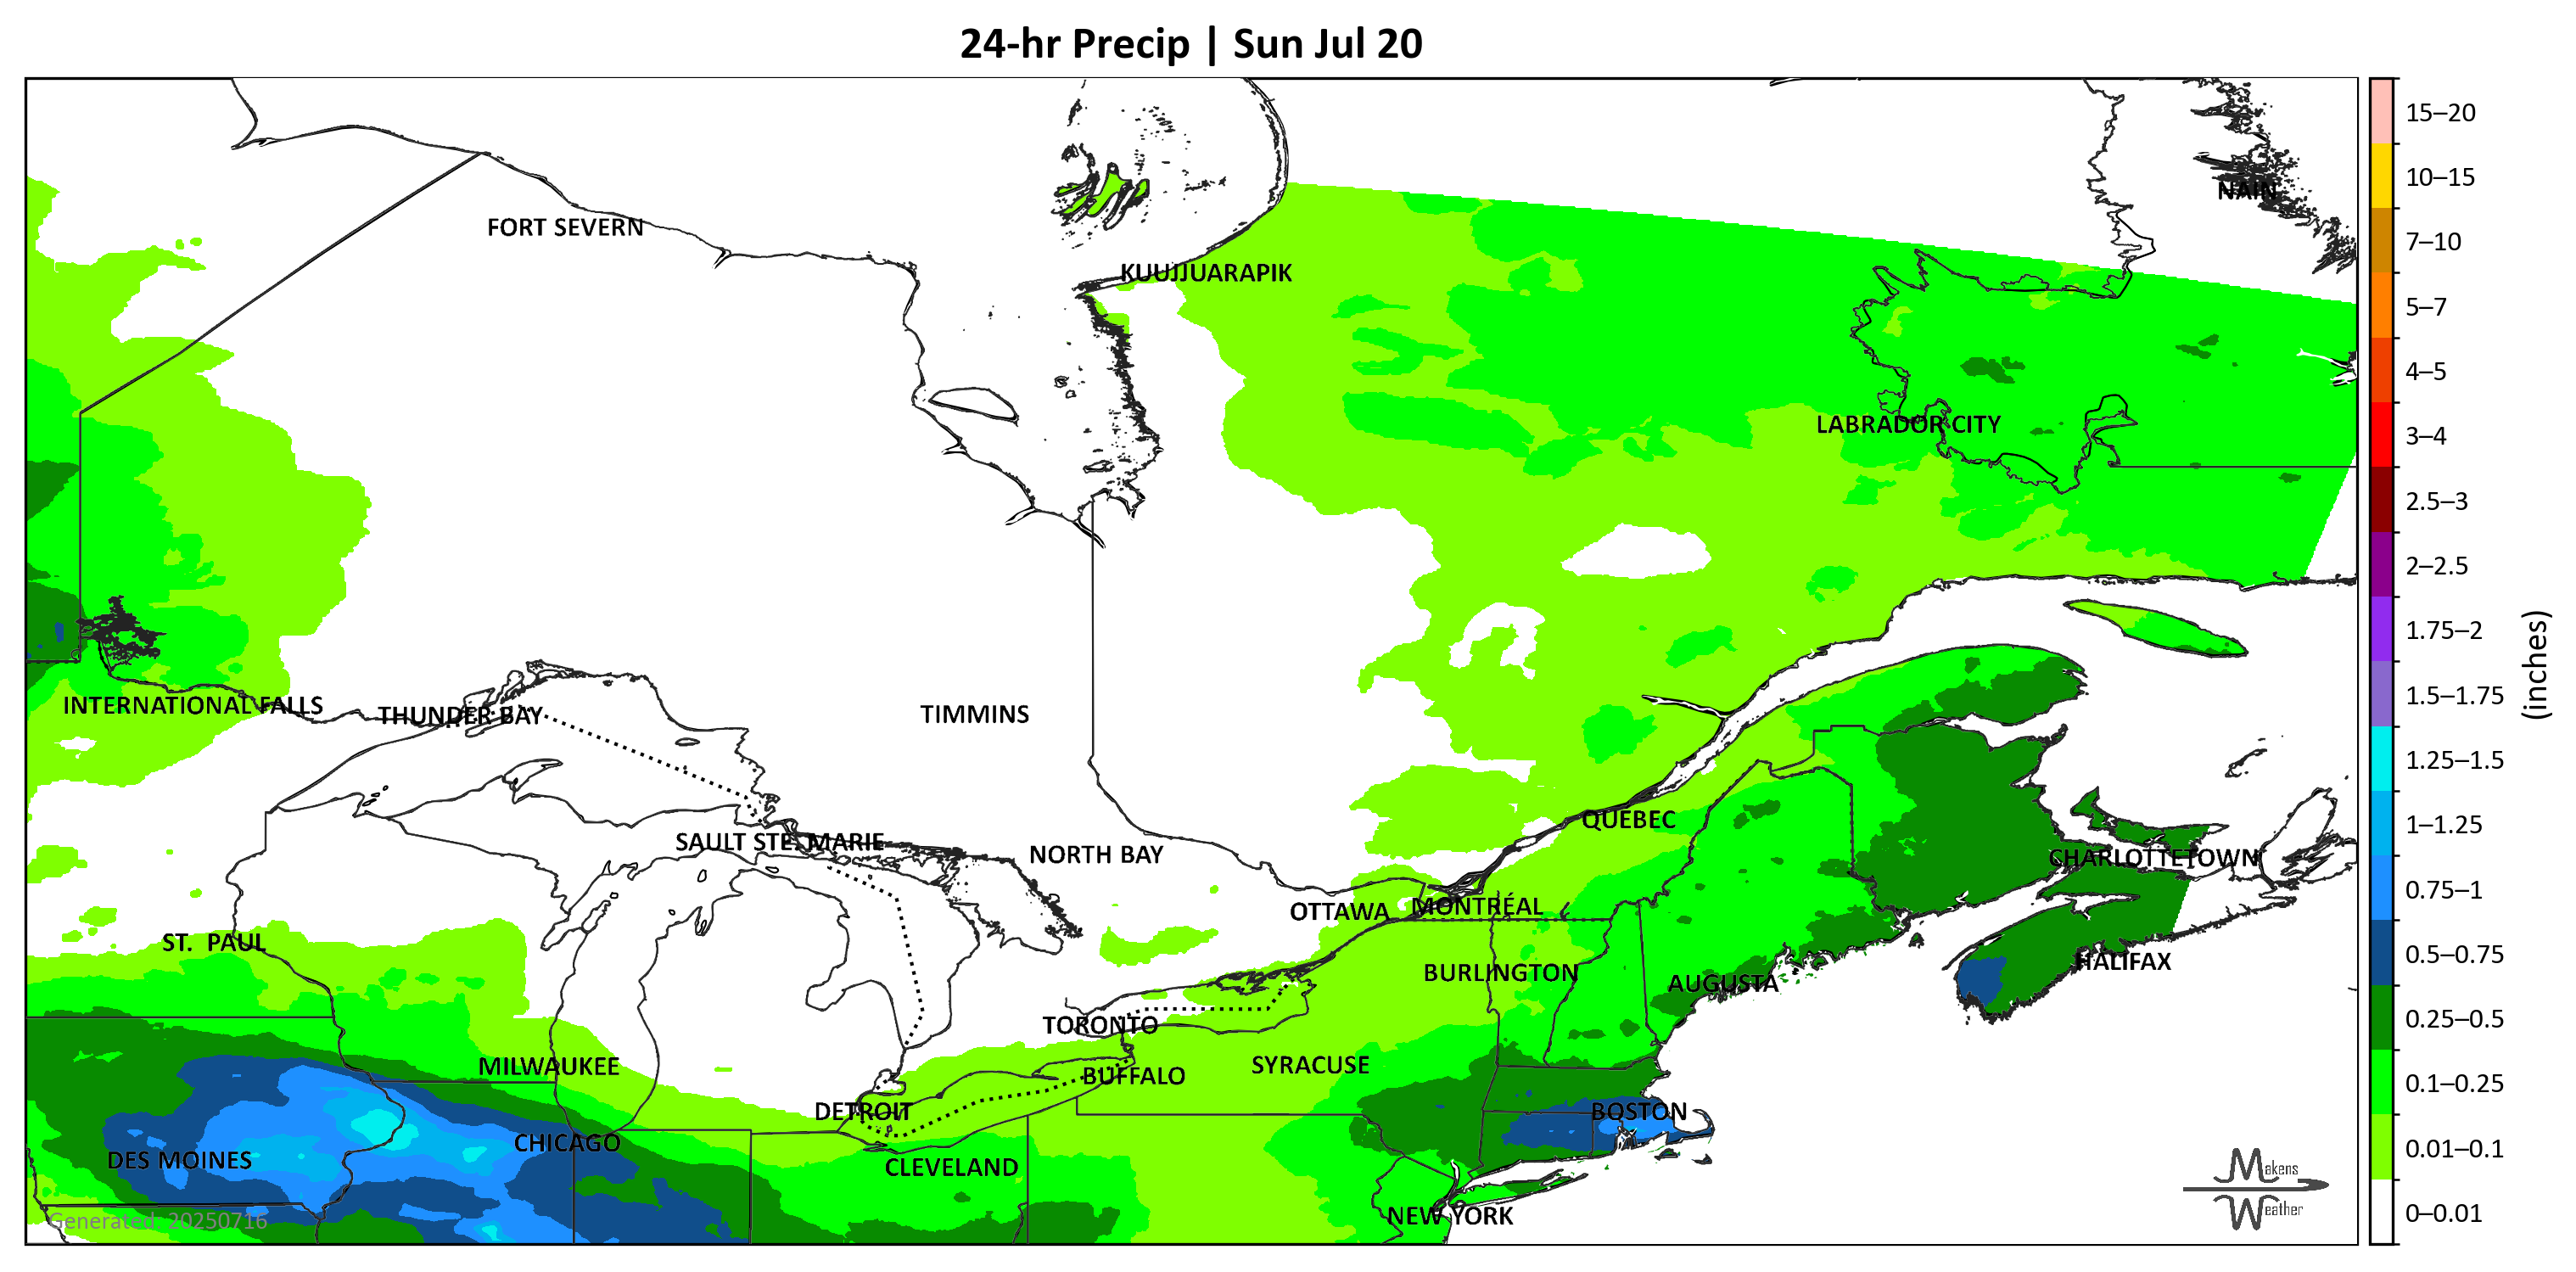 24-hr Precip | Sun Jul 20
NAIN
FORT SEVERN
KUUJJUARAPIK
LABRADOR CITY
INTERNATIONAL FALLS
THUNDER BAY
TIMMINS
QUÉBEC
SAULT STE. MARIE
NORTH BAY
CHARLOTTETOWN
OTTAWA
MONTRÉAL
ST. PAUL
HALIFAX
BURLINGTON
AUGUSTA
TORONTO
MILWAUKEE
SYRACUSE
BUFFALO
DETROIT
BOSTON
CHICAGO
DES MOINES
CLEVELAND
NEW YORK
Generated: 20250716
Makens
Weather
15–20
10–15
7–10
5–7
4–5
3–4
2.5–3
2–2.5
1.75–2
1.5–1.75
1.25–1.5
1–1.25
0.75–1
0.5–0.75
0.25–0.5
0.1–0.25
0.01–0.1
0–0.01
(inches)